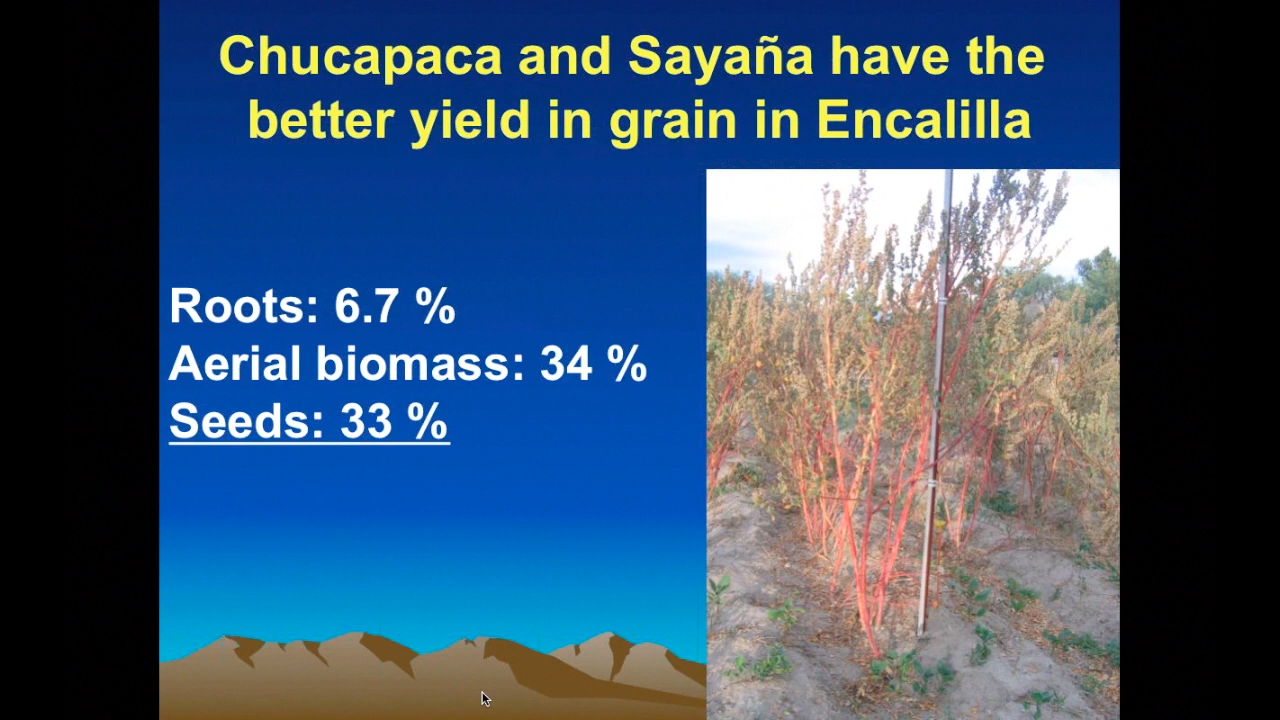 Chucapaca and Sayaña have the
better yield in grain in Encalilla
Roots: 6.7 %
Aerial biomass: 34 %
Seeds: 33 %